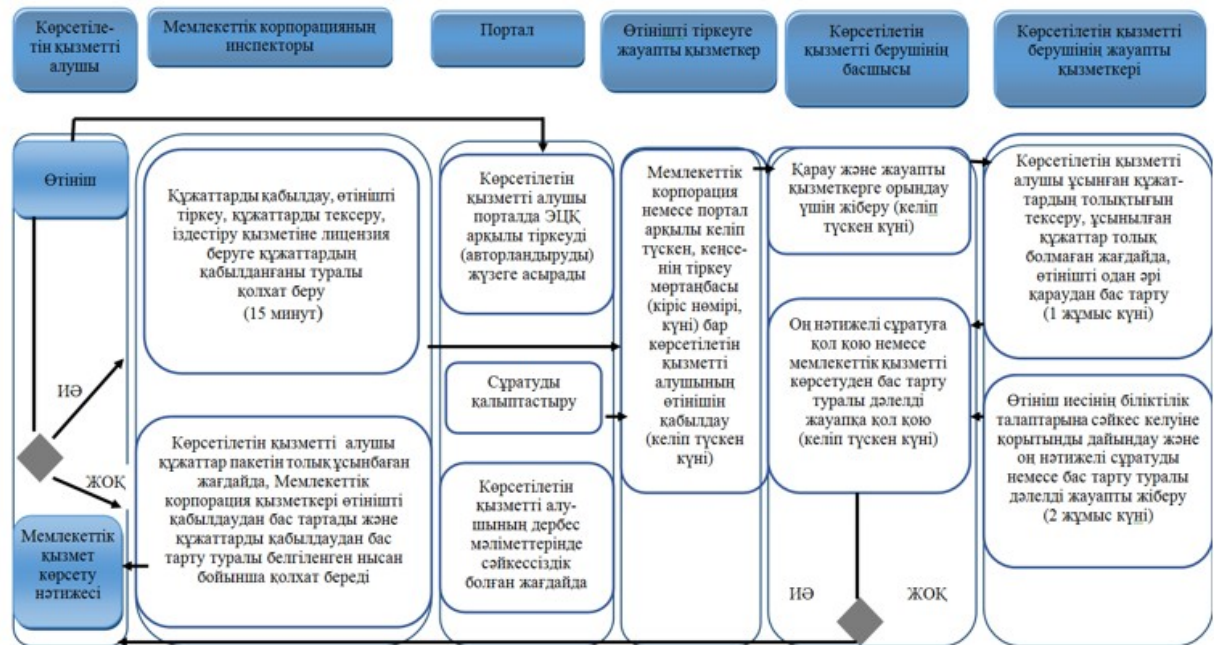 Көрсетіле-
тін қызметті
алушы
Мемлекеттік корпорацияның
инспекторы
Портал
Өтінішті тіркеуге
жауапты қызметкер
Көрсетілетін
қызметті берушінің
басшысы
Көрсетілетін қызметті
берушінің жауапты
қызметкері
Өтініш
ИӘ
ЖОҚ
Мемлекеттік
қызмет
көрсету
нәтижесі
Құжаттарды қабылдау, өтінішті
тіркеу, құжаттарды тексеру,
іздестіру қызметіне лицензия
беруге құжаттардың
қабылданғаны туралы
қолхат беру
(15 минут)
Көрсетілетін қызметті алушы
құжаттар пакетін толық ұсынбаған
жағдайда, Мемлекеттік
корпорация қызметкері өтінішті
қабылдаудан бас тартады және
құжаттарды қабылдаудан бас
тарту туралы белгіленген нысан
бойынша қолхат береді
Көрсетілетін
қызметті алушы
порталда ЭЦҚ
арқылы тіркеуді
(авторландыруды)
жүзеге асырады
Сұратуды
қалыптастыру
Көрсетілетін
қызметті алу-
шының дербес
мәліметтерінде
сәйкессіздік
болған жағдайда
Мемлекеттік
корпорация
немесе портал
арқылы келіп
түскен, кеңсе-
нің тіркеу
мөртаңбасы
(кіріс нөмірі,
күні) бар
көрсетілетін
қызметті
алушының
өтінішін
қабылдау
(келіп түскен
күні)
Қарау және жауапты
қызметкерге орындау
үшін жіберу (келіп
түскен күні)
Оң нәтижелі сұратуға
қол қою немесе
мемлекеттік қызметті
көрсетуден бас тарту
туралы дәлелді
жауапқа қол қою
(келіп түскен күні)
ИӘ
ЖОҚ
Көрсетілетін қызметті
алушы ұсынған құжат-
тардың толықтығын
тексеру, ұсынылған
құжаттар толық
болмаған жағдайда,
өтінішті одан әрі
қараудан бас тарту
(1 жұмыс күні)
Өтініш иесінің біліктілік
талаптарына сәйкес келуіне
қорытынды дайындау және
оң нәтижелі сұратуды
немесе бас тарту туралы
дәлелді жауапты жіберу
(2 жұмыс күні)